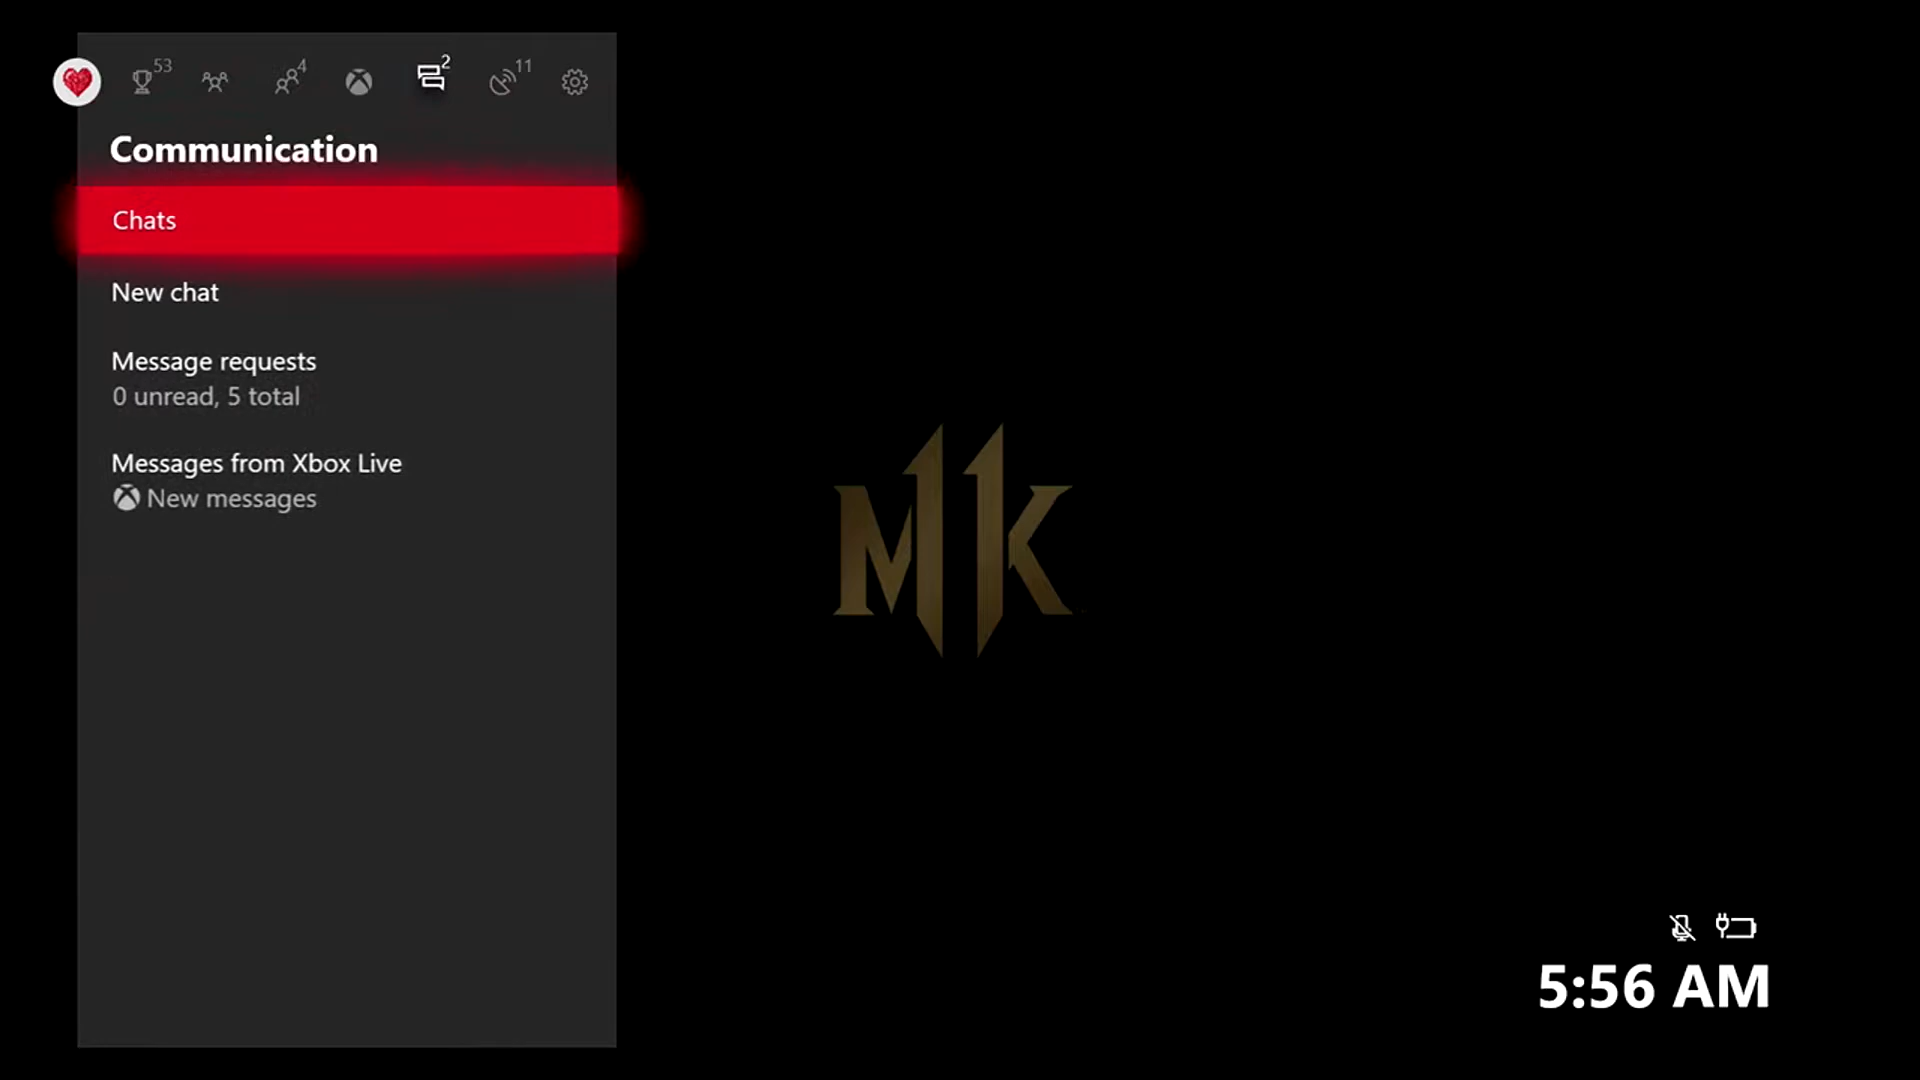 53
4
2
11
Communication
Chats
New chat
Message requests
0 unread, 5 total
Messages from Xbox Live
New messages
MK
11
5:56 AM